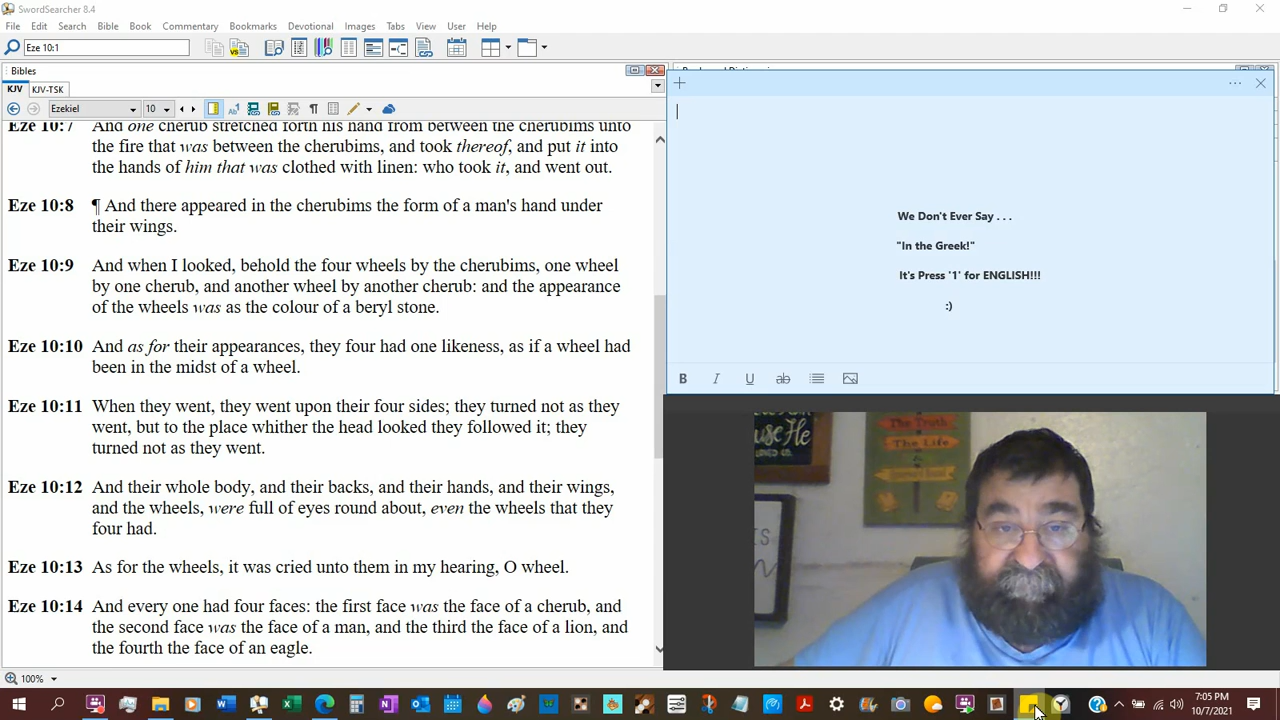 SwordSearcher 8.4
File Edit Search Bible Book Commentary Bookmarks Devotional Images Tabs View User Help
Eze 10:1
Bibles
KJV KJV-TSK
Ezekiel 10
Eze 10:7 And one cherub stretched forth his hand from between the cherubims unto
the fire that was between the cherubims, and took thereof, and put it into
the hands of him that was clothed with linen: who took it, and went out.
Eze 10:8 ¶ And there appeared in the cherubims the form of a man's hand under
their wings.
Eze 10:9 And when I looked, behold the four wheels by the cherubims, one wheel
by one cherub, and another wheel by another cherub: and the appearance
of the wheels was as the colour of a beryl stone.
Eze 10:10 And as for their appearances, they four had one likeness, as if a wheel had
been in the midst of a wheel.
Eze 10:11 When they went, they went upon their four sides; they turned not as they
went, but to the place whither the head looked they followed it; they
turned not as they went.
Eze 10:12 And their whole body, and their backs, and their hands, and their wings,
and the wheels, were full of eyes round about, even the wheels that they
four had.
Eze 10:13 As for the wheels, it was cried unto them in my hearing, O wheel.
Eze 10:14 And every one had four faces: the first face was the face of a cherub, and
the second face was the face of a man, and the third the face of a lion, and
the fourth the face of an eagle.
100%
We Don't Ever Say . . .
"In the Greek!"
It's Press '1' for ENGLISH!!!
:)
B I U ab
use He
LOVED CO.
The Truth
The Life
&
IS
7:05 PM
10/7/2021